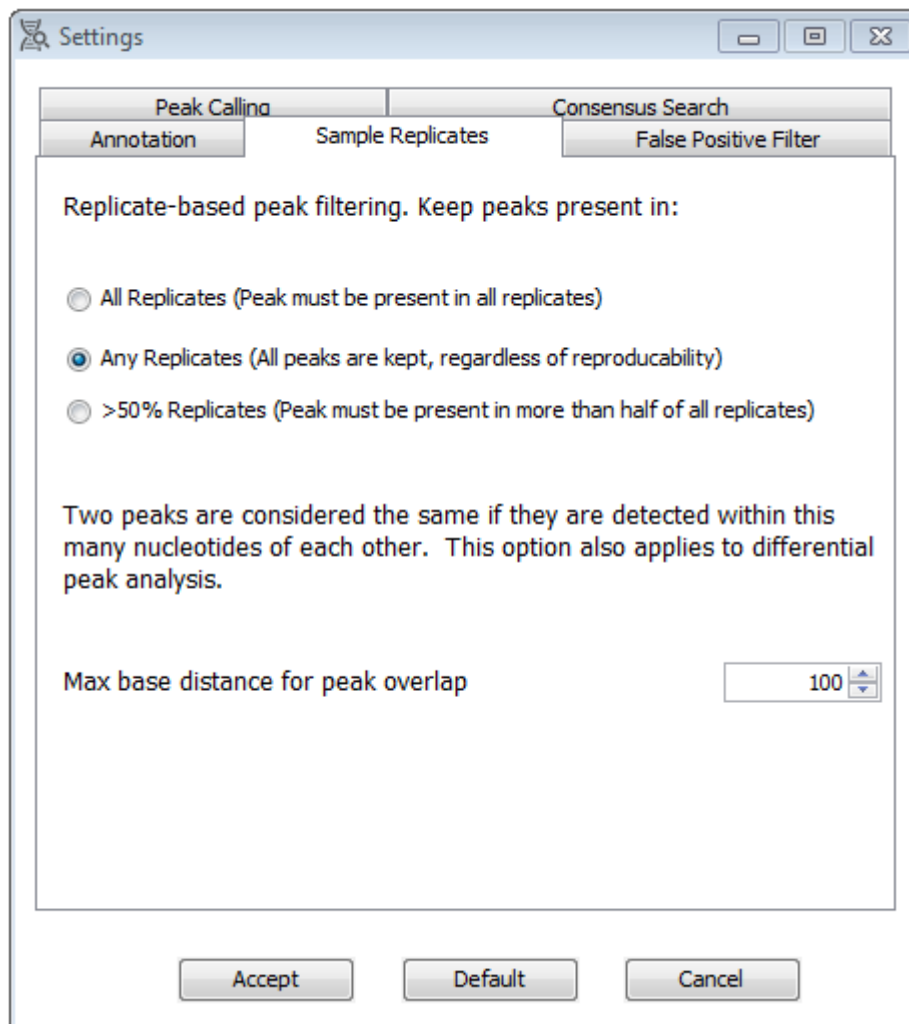 Settings
Peak Calling
Consensus Search
Annotation
Sample Replicates
False Positive Filter
Replicate-based peak filtering. Keep peaks present in:
All Replicates (Peak must be present in all replicates)
Any Replicates (All peaks are kept, regardless of reproducability)
>50% Replicates (Peak must be present in more than half of all replicates)
Two peaks are considered the same if they are detected within this
many nucleotides of each other.  This option also applies to differential
peak analysis.
Max base distance for peak overlap
100
Accept
Default
Cancel